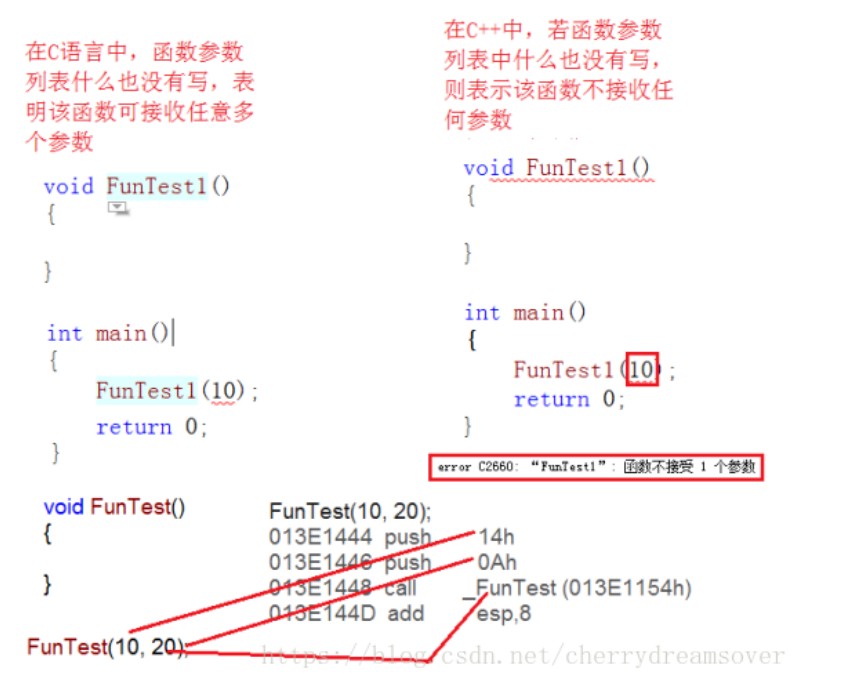 在C语言中，函数参数
列表什么也没有写，表
明该函数可接收任意多
个参数
void FunTest1()
{
}
int main()
{
FunTest1(10);
return 0;
}
在C++中，若函数参数
列表中什么也没有写，
则表示该函数不接收任
何参数
void FunTest1()
{
}
int main()
{
FunTest1(10);
return 0;
}
error C2660: “FunTest1”: 函数不接受 1 个参数
void FunTest()
{
}
FunTest(10, 20);
FunTest(10, 20);
013E1444 push 14h
013E1446 push 0Ah
013E1448 call _FunTest (013E1154h)
013E144D add esp,8
https://blog.csdn.net/cherrydreamsover